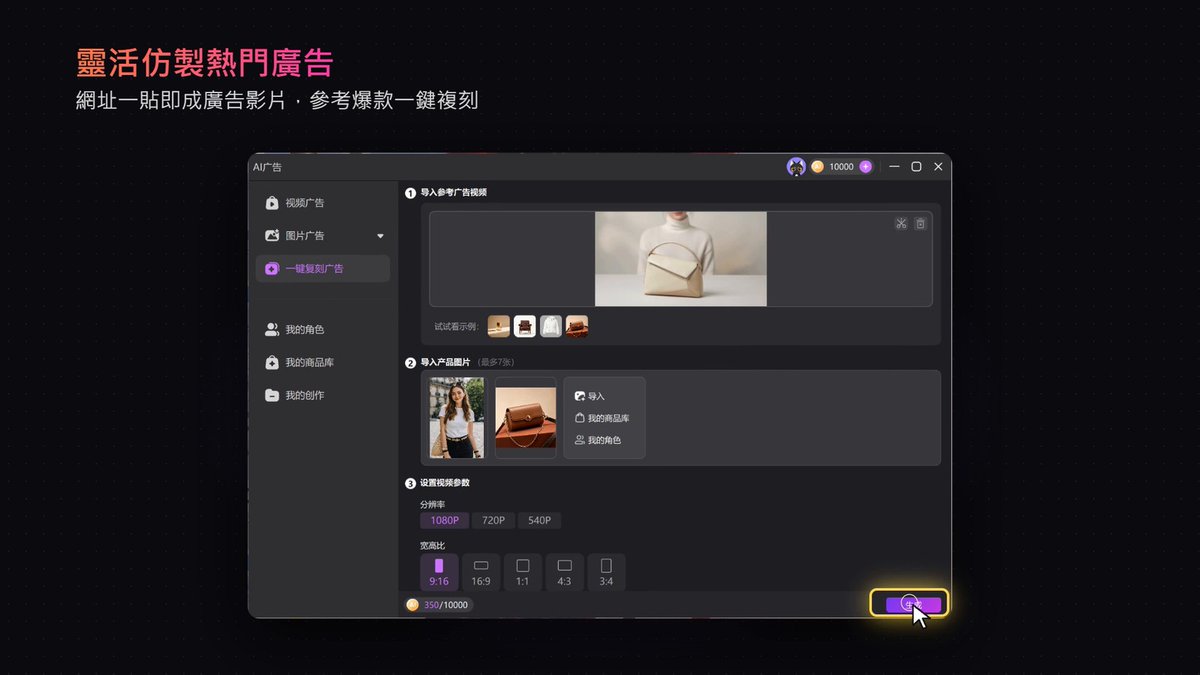 靈活仿製熱門廣告
網址一貼即成廣告影片，參考爆款一鍵複刻
AI广告
10000
视频广告
图片广告
一键复刻广告
我的角色
我的商品库
我的创作
1 导入参考广告视频
试试看示例:
2 导入产品图片 (最多7张)
导入
我的商品库
我的角色
3 设置视频参数
分辨率
1080P 720P 540P
宽高比
9:16 16:9 1:1 4:3 3:4
350/10000
生成